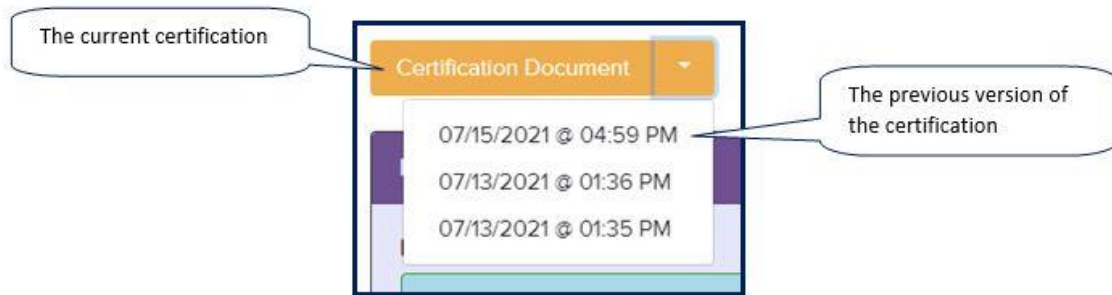 The current certification
Certification Document
The previous version of
the certification
07/15/2021 @ 04:59 PM
07/13/2021 @ 01:36 PM
07/13/2021 @ 01:35 PM